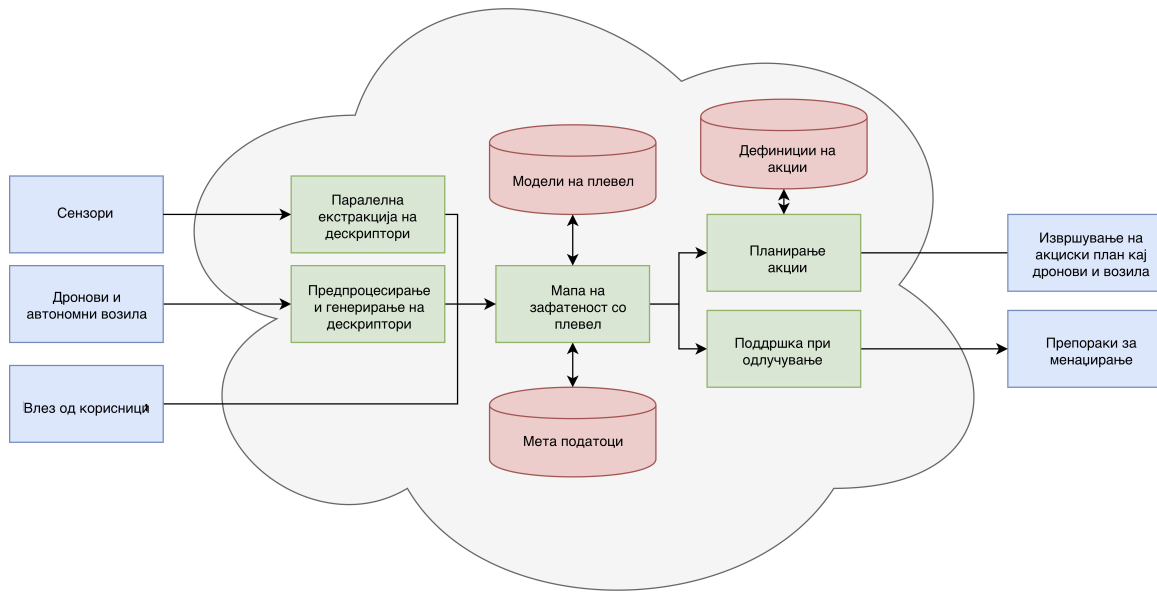 Сензори
Дронови и
автономни возила
Влез од корисници
Паралелна
екстракција на
дескриптори
Предпроцесирање
и генерирање на
дескриптори
Модели на плевел
Мапа на
зафатеност со
плевел
Мета податоци
Дефиниции на
акции
Планирање
акции
Поддршка при
одлучување
Извршување на
акциски план кај
дронови и возила
Препораки за
менаџирање